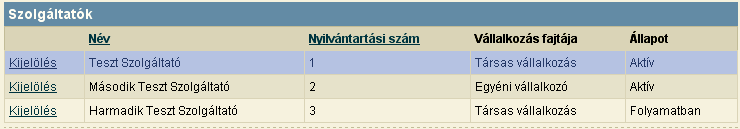 Szolgáltatók
Név Nyilvántartási szám Vállalkozás fajtája Állapot
Kijelölés Teszt Szolgáltató 1 Társas vállalkozás Aktív
Kijelölés Második Teszt Szolgáltató 2 Egyéni vállalkozó Aktív
Kijelölés Harmadik Teszt Szolgáltató 3 Társas vállalkozás Folyamatban